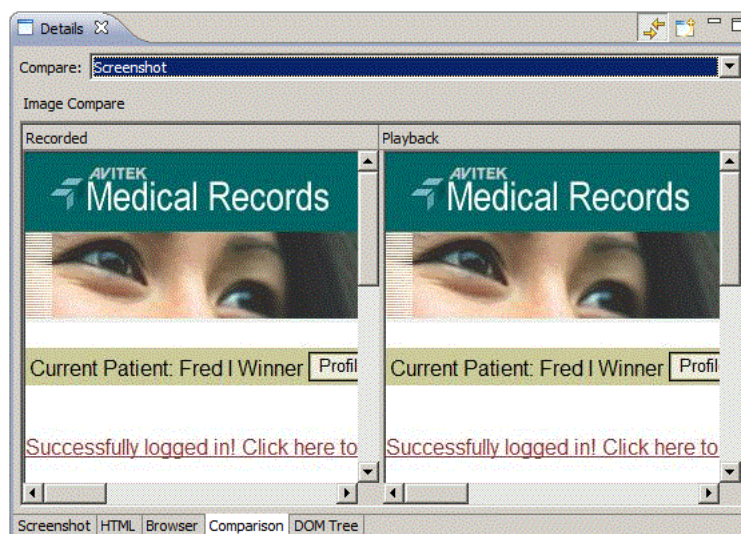 Details
Compare: Screenshot
Image Compare
Recorded
Playback
AVITEK
Medical Records
Current Patient: Fred I Winner Profil
Successfully logged in! Click here to
AVITEK
Medical Records
Current Patient: Fred I Winner Profil
Successfully logged in! Click here to
Screenshot HTML Browser Comparison DOM Tree